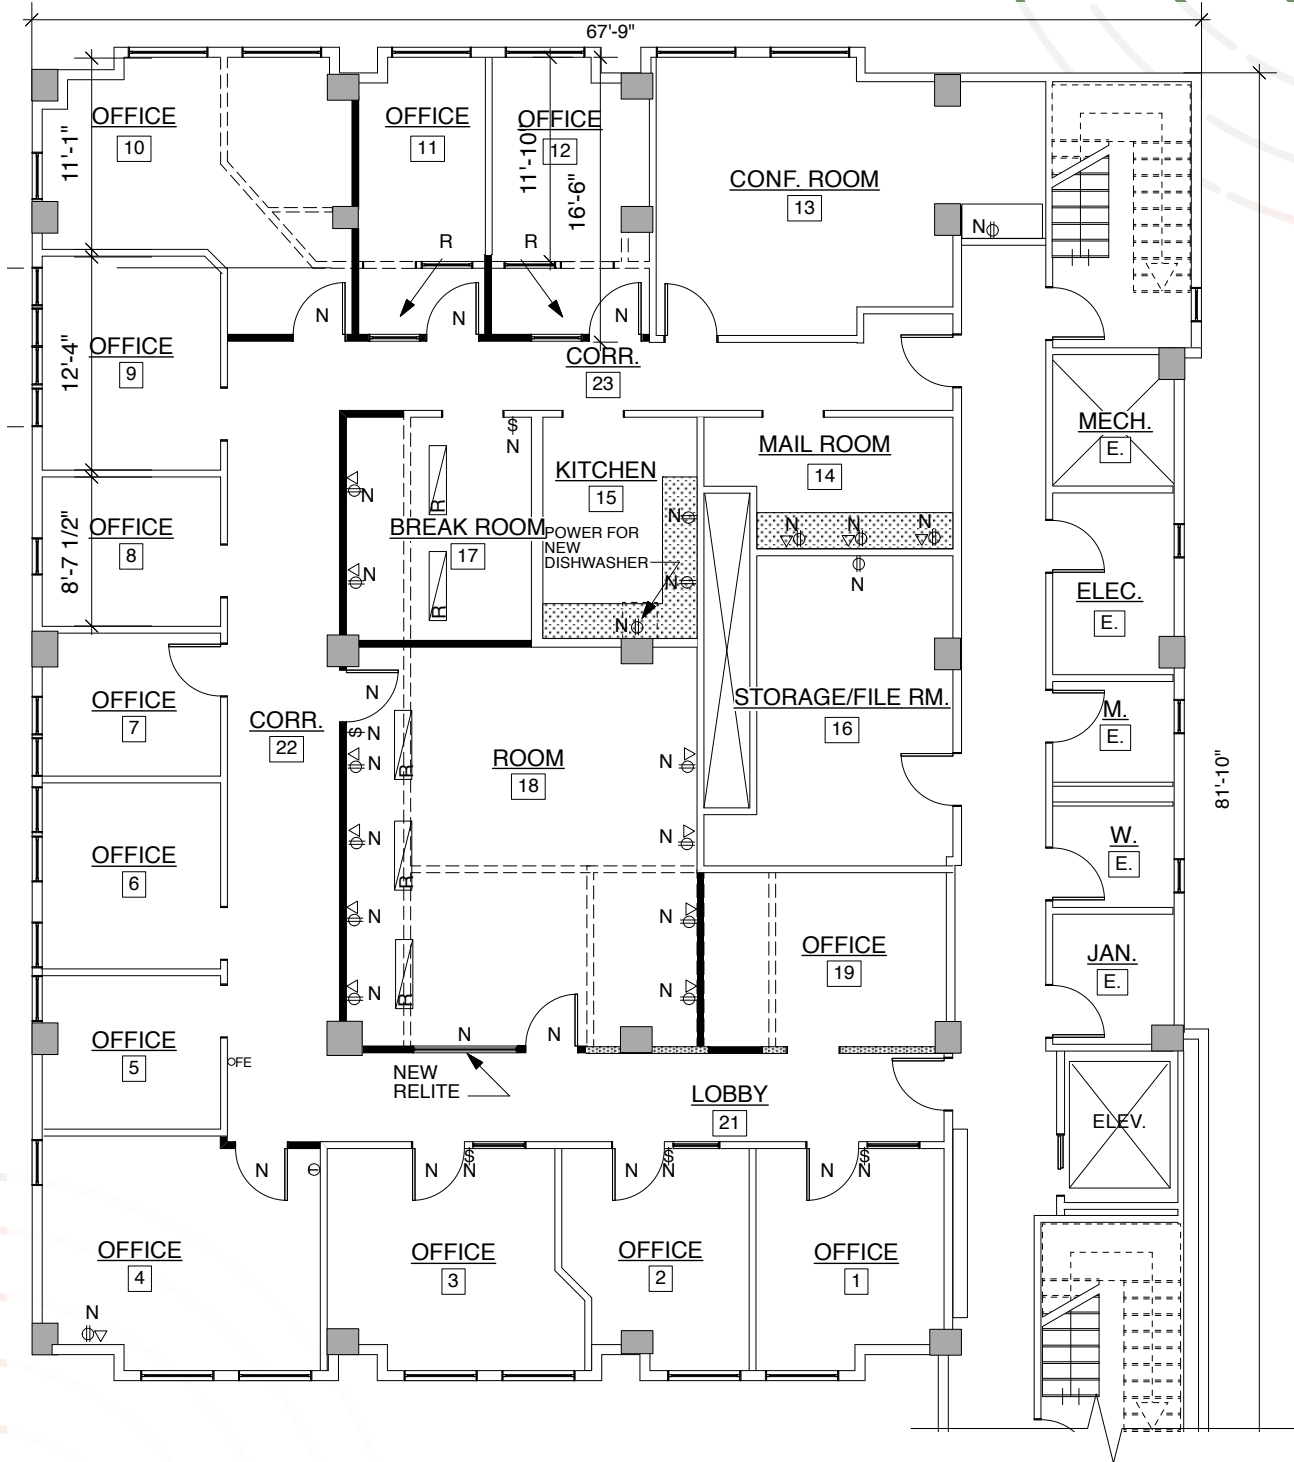 67'-9"
OFFICE
10
11'-1"
OFFICE
11
OFFICE
12
11'-10"
16'-6"
CONF. ROOM
13
N
R
R
N
N
N
OFFICE
9
12'-4"
CORR.
23
MECH.
E.
$
N
KITCHEN
15
MAIL ROOM
14
N
R
BREAK ROOM
17
POWER FOR
NEW
DISHWASHER
N
N
N
N
OFFICE
8
8'-7 1/2"
N
R
N
N
N
ELEC.
E.
OFFICE
7
CORR.
22
N
$ N
N
R
ROOM
18
N
STORAGE/FILE RM.
16
M.
E.
81'-10"
OFFICE
6
N
R
N
W.
E.
N
R
N
OFFICE
19
JAN.
E.
N
N
OFFICE
5
FE
N
N
NEW
RELITE
LOBBY
21
ELEV.
N
N
$
N
N
$
N
N
$
N
OFFICE
4
N
OFFICE
3
OFFICE
2
OFFICE
1